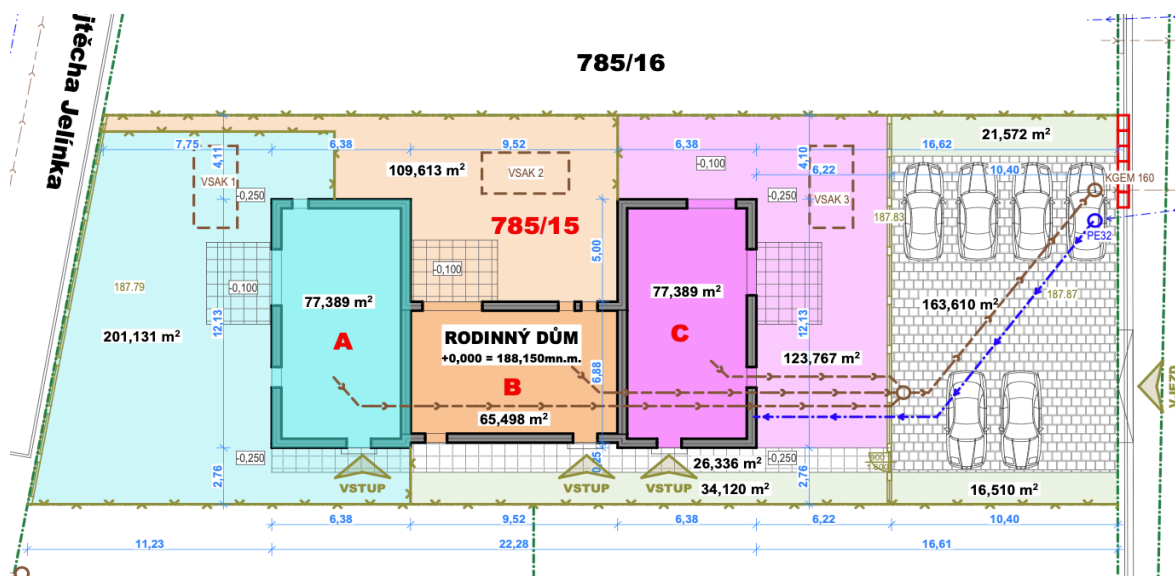 jtěcha Jelínka
785/16
21,572 m²
7,75
6,38
9,52
6,38
16,62
4,11
4,10
6,22
10,40
109,613 m²
VSAK 1
VSAK 2
VSAK 3
-0,100
-0,250
-0,250
KGEM 160
PE32
187.83
785/15
5,00
-0,100
-0,100
187.79
77,389 m²
77,389 m²
187.87
163,610 m²
201,131 m²
12,13
12,13
A
RODINNÝ DŮM
+0,000 = 188,150mn.m.
C
123,767 m²
B
6,88
65,498 m²
VJEZD
-0,250
0,25
26,336 m²
-0,250
900
1 800
2,76
2,76
VSTUP
VSTUP
VSTUP
34,120 m²
16,510 m²
6,38
9,52
6,38
6,22
10,40
11,23
22,28
16,61